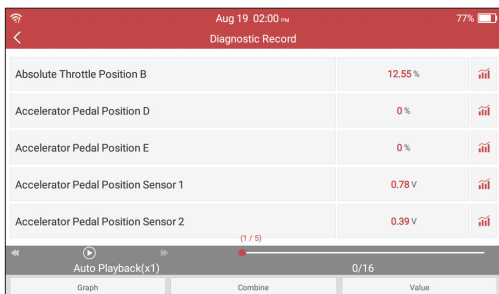 Aug 19 02:00 PM
77%
Diagnostic Record
Absolute Throttle Position B 12.55 %
Accelerator Pedal Position D 0 %
Accelerator Pedal Position E 0 %
Accelerator Pedal Position Sensor 1 0.78 V
Accelerator Pedal Position Sensor 2 0.39 V
(1 / 5)
Auto Playback(x1) 0/16
Graph Combine Value